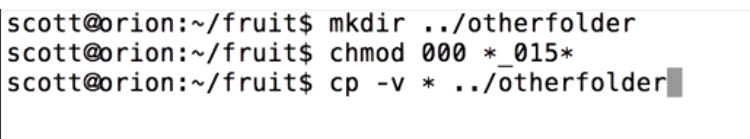 scott@orion:~/fruit$ mkdir ../otherfolder
scott@orion:~/fruit$ chmod 000 *_015*
scott@orion:~/fruit$ cp -v * ../otherfolder